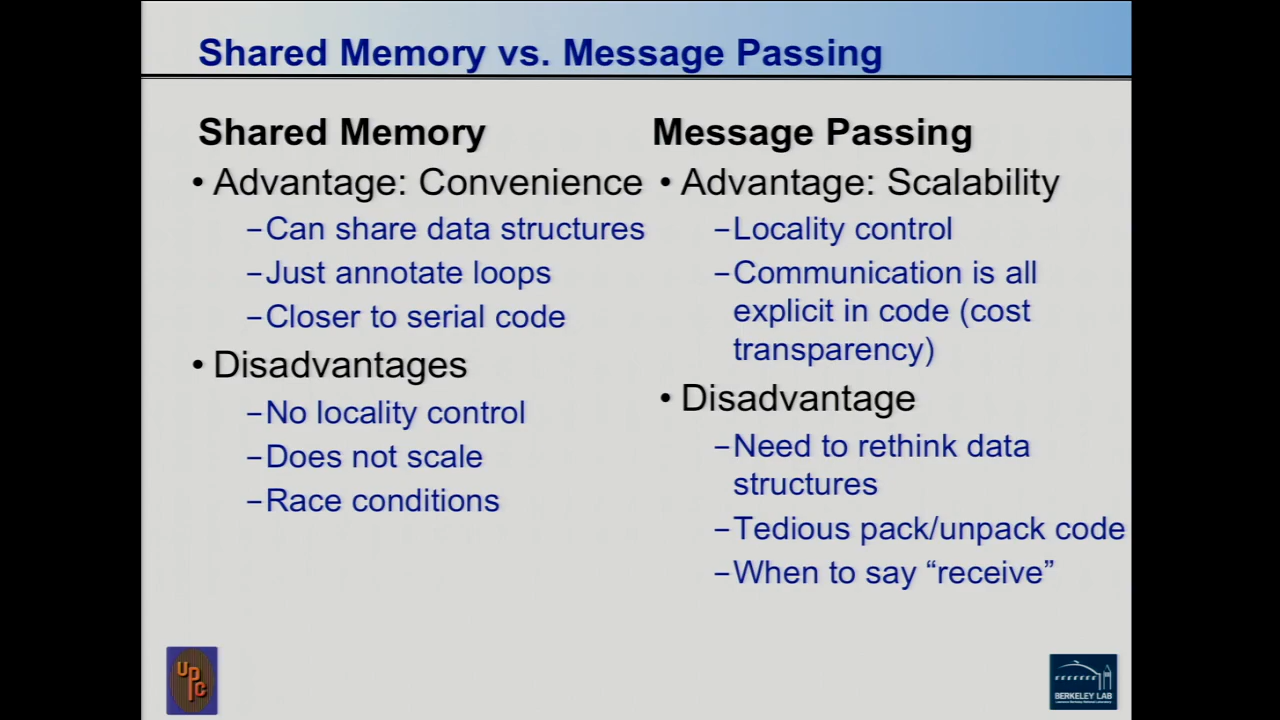 Shared Memory vs. Message Passing
Shared Memory
• Advantage: Convenience
–Can share data structures
–Just annotate loops
–Closer to serial code
• Disadvantages
–No locality control
–Does not scale
–Race conditions
Message Passing
• Advantage: Scalability
–Locality control
–Communication is all
explicit in code (cost
transparency)
• Disadvantage
–Need to rethink data
structures
–Tedious pack/unpack code
–When to say “receive”
UPC
BERKELEY LAB